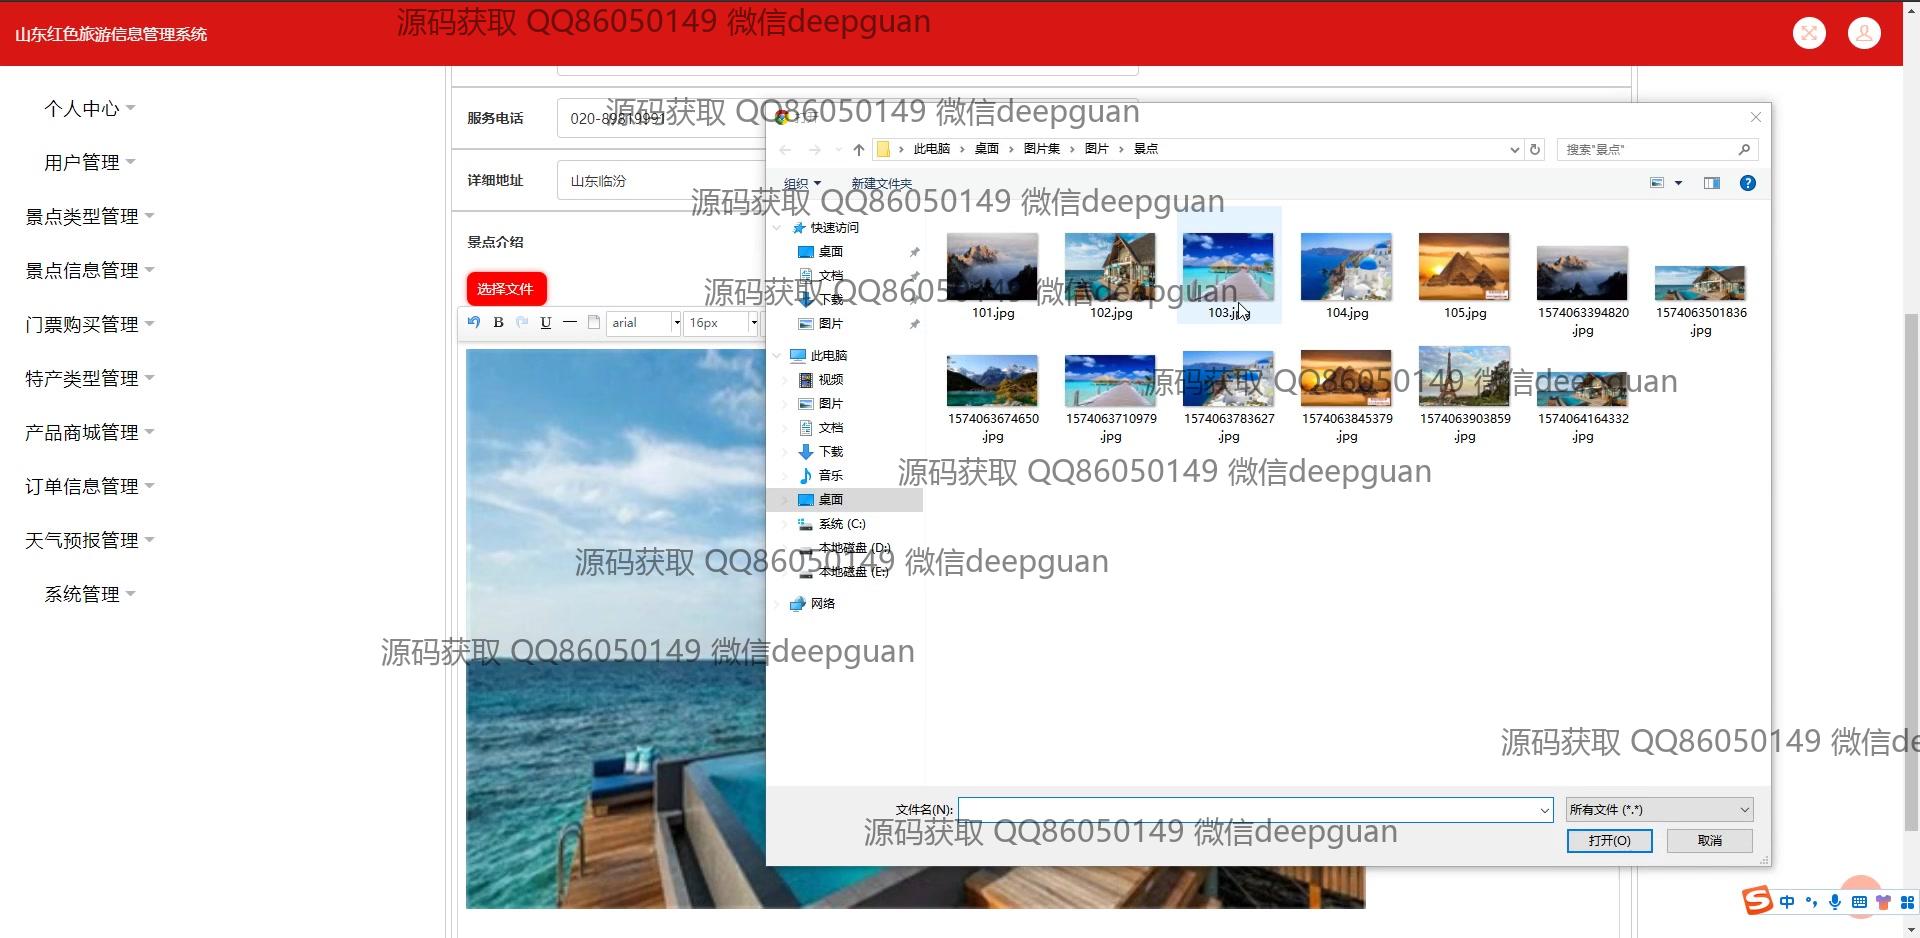 山东红色旅游信息管理系统
源码获取 QQ86050149 微信deepguan
个人中心
用户管理
景点类型管理
景点信息管理
门票购买管理
特产类型管理
产品商城管理
订单信息管理
天气预报管理
系统管理
服务电话
020-89819991
源码获取 QQ86050149 微信deepguan
详细地址
山东临汾
景点介绍
选择文件
B U arial 16px
打开
此电脑 › 桌面 › 图片集 › 图片 › 景点
搜索"景点"
组织 新建文件夹
源码获取 QQ86050149 微信deepguan
快速访问
桌面
文档
下载
图片
源码获取 QQ86050149 微信deepguan
此电脑
视频
图片
文档
下载
音乐
桌面
系统 (C:)
本地磁盘 (D:)
本地磁盘 (E:)
网络
101.jpg
102.jpg
103.jpg
104.jpg
105.jpg
1574063394820
.jpg
1574063501836
.jpg
1574063674650
.jpg
1574063710979
.jpg
1574063783627
.jpg
1574063845379
.jpg
1574063903859
.jpg
1574064164332
.jpg
源码获取 QQ86050149 微信deepguan
源码获取 QQ86050149 微信deepguan
源码获取 QQ86050149 微信deepguan
源码获取 QQ86050149 微信deepguan
源码获取 QQ86050149 微信de
文件名(N):
所有文件 (*.*)
源码获取 QQ86050149 微信deepguan
打开(O)
取消
中